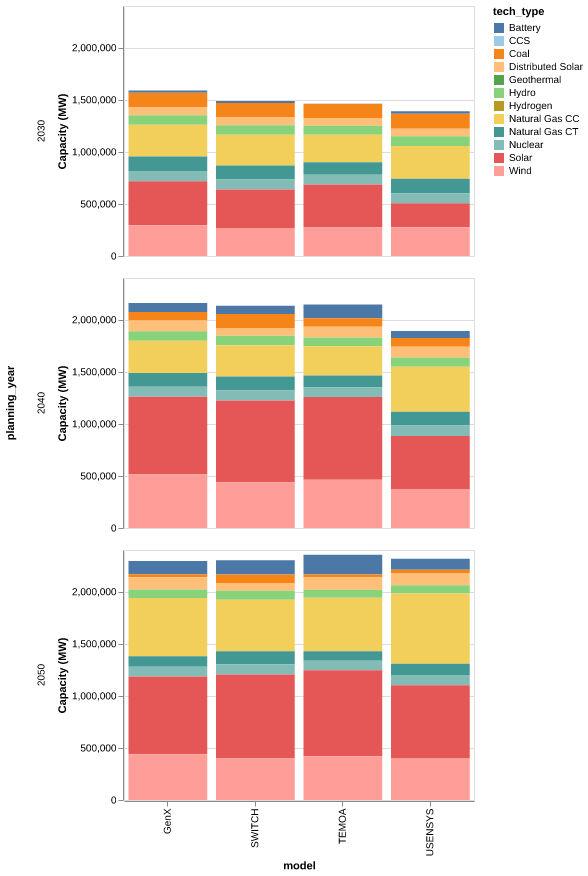 tech_type
Battery
CCS
Coal
Distributed Solar
Geothermal
Hydro
Hydrogen
Natural Gas CC
Natural Gas CT
Nuclear
Solar
Wind
planning_year
2030
Capacity (MW)
2,000,000
1,500,000
1,000,000
500,000
0
2040
Capacity (MW)
2,000,000
1,500,000
1,000,000
500,000
0
2050
Capacity (MW)
2,000,000
1,500,000
1,000,000
500,000
0
GenX
SWITCH
TEMOA
USENSYS
model